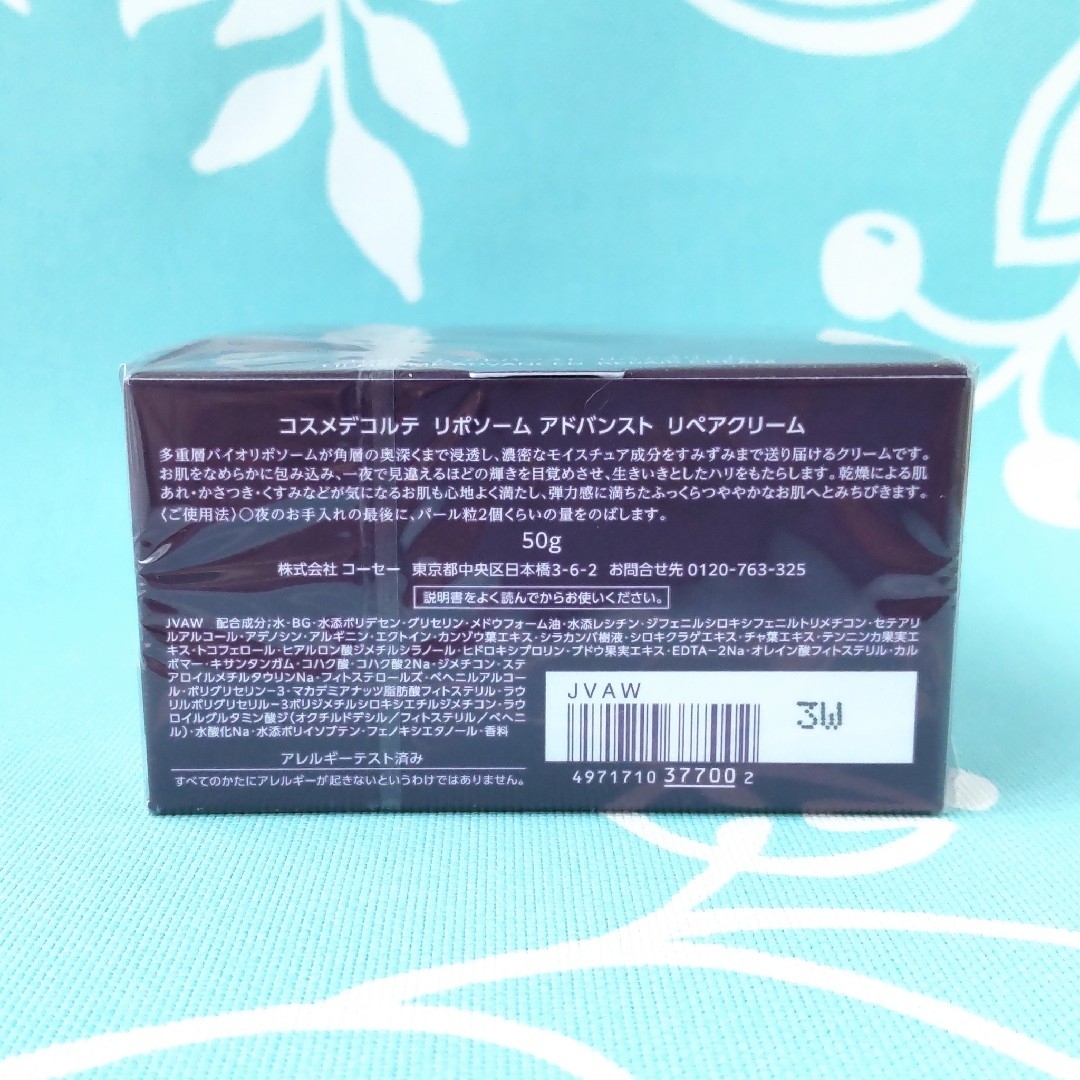 コスメデコルテ リポソーム アドバンスト リペアクリーム
多重層バイオリポソームが角層の奥深くまで浸透し、濃密なモイスチュア成分をすみずみまで送り届けるクリームです。
お肌をなめらかに包み込み、一夜で見違えるほどの輝きを目覚めさせ、生きいきとしたハリをもたらします。乾燥による肌
あれ・かさつき・くすみなどが気になるお肌も心地よく満たし、弾力感に満ちたふっくらつややかなお肌へとみちびきます。
〈ご使用法〉○夜のお手入れの最後に、パール粒2個くらいの量をのばします。
50g
株式会社 コーセー 東京都中央区日本橋3-6-2 お問合せ先 0120-763-325
説明書をよく読んでからお使いください。
JVAW 配合成分；水・BG・水添ポリデセン・グリセリン・メドウフォーム油・水添レシチン・ジフェニルシロキシフェニルトリメチコン・セテアリ
ルアルコール・アデノシン・アルギニン・エクトイン・カンゾウ葉エキス・シラカンバ樹液・シロキクラゲエキス・チャ葉エキス・テンニンカ果実エ
キス・トコフェロール・ヒアルロン酸ジメチルシラノール・ヒドロキシプロリン・ブドウ果実エキス・EDTA-2Na・オレイン酸フィトステリル・カル
ボマー・キサンタンガム・コハク酸・コハク酸2Na・ジメチコン・ステ
アロイルメチルタウリンNa・フィトステロールズ・ベヘニルアルコー
ル・ポリグリセリン-3・マカデミアナッツ脂肪酸フィトステリル・ラウ
リルポリグリセリル-3ポリジメチルシロキシエチルジメチコン・ラウ
ロイルグルタミン酸ジ(オクチルドデシル/フィトステリル/ベヘニ
ル)・水酸化Na・水添ポリイソブテン・フェノキシエタノール・香料
アレルギーテスト済み
すべてのかたにアレルギーが起きないというわけではありません。
JVAW
3W
4971710 37700 2